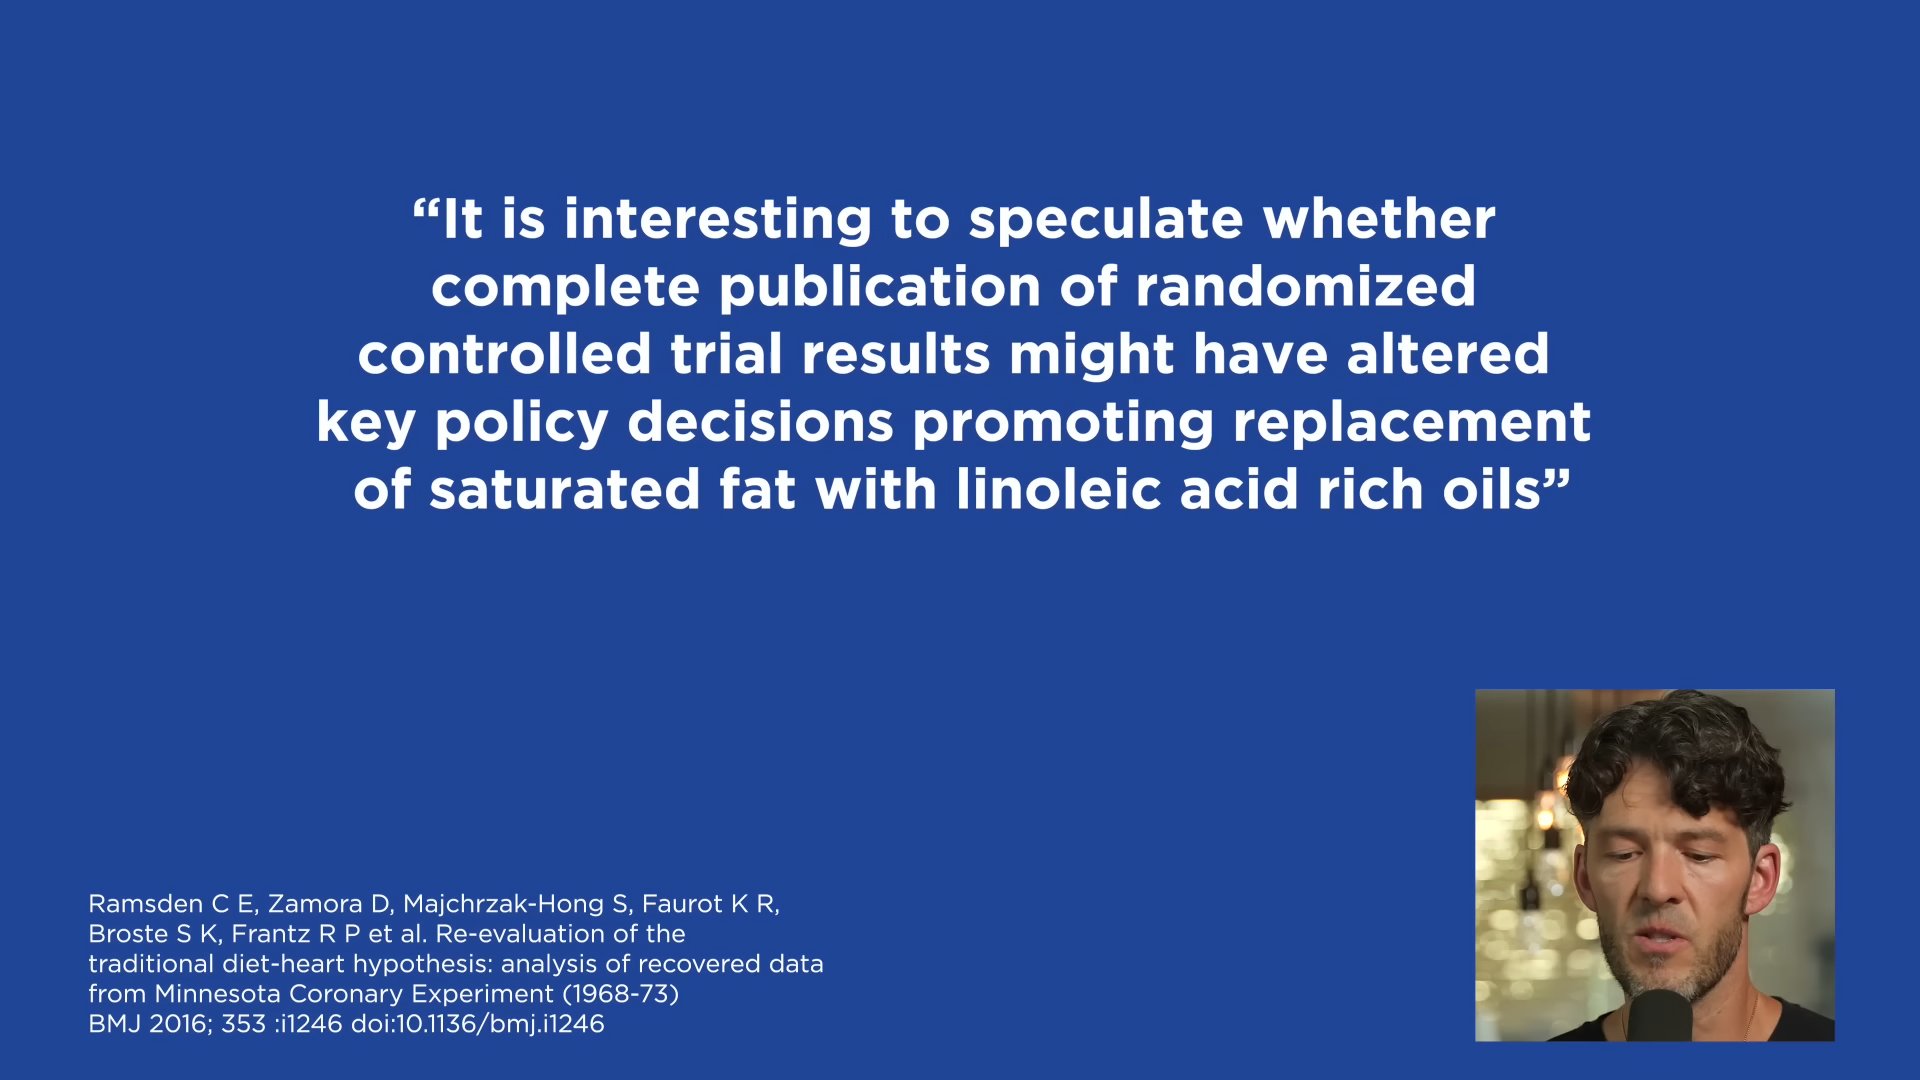 “It is interesting to speculate whether
complete publication of randomized
controlled trial results might have altered
key policy decisions promoting replacement
of saturated fat with linoleic acid rich oils”
Ramsden C E, Zamora D, Majchrzak-Hong S, Faurot K R,
Broste S K, Frantz R P et al. Re-evaluation of the
traditional diet-heart hypothesis: analysis of recovered data
from Minnesota Coronary Experiment (1968-73)
BMJ 2016; 353 :i1246 doi:10.1136/bmj.i1246